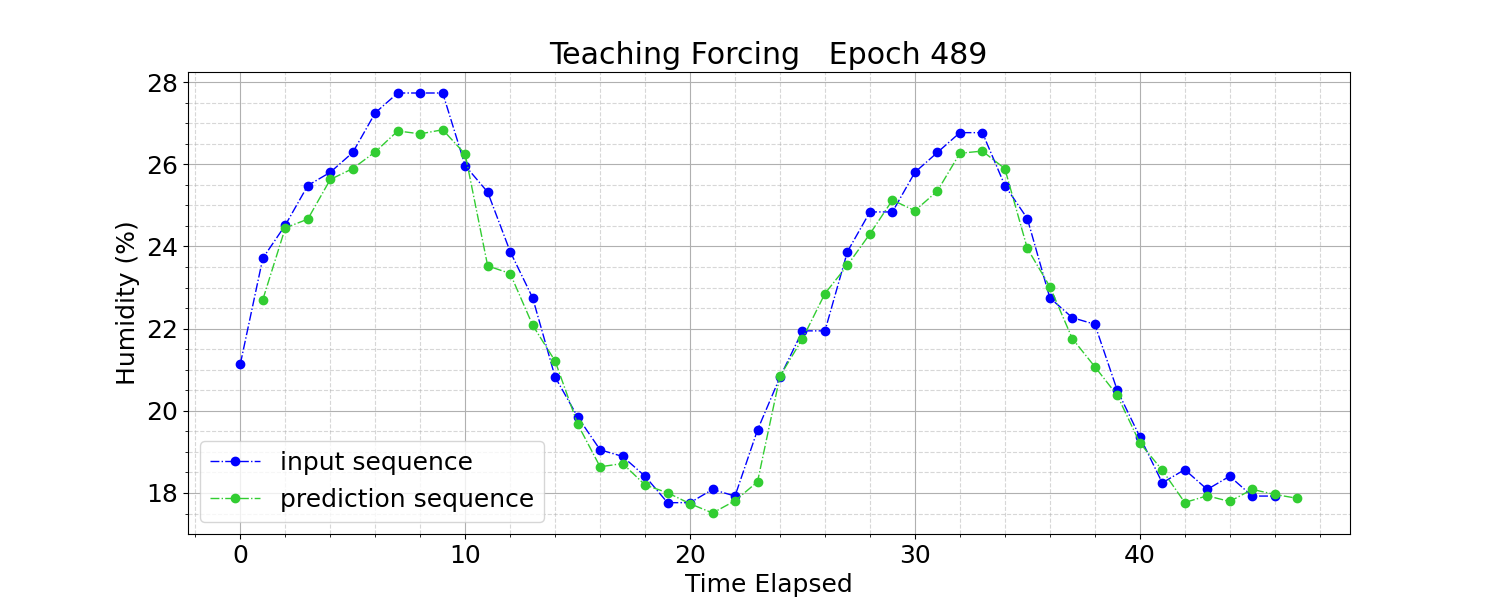 Teaching Forcing   Epoch 489
28
26
24
22
20
18
Humidity (%)
input sequence
prediction sequence
0 10 20 30 40
Time Elapsed